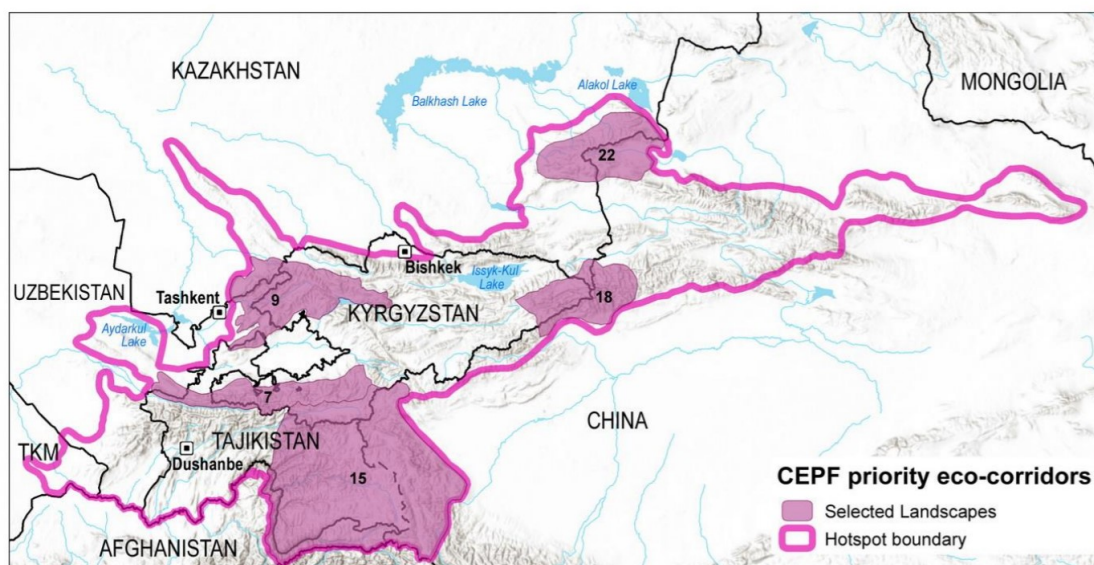 KAZAKHSTAN
MONGOLIA
Alakol Lake
Balkhash Lake
22
Bishkek
Issyk-Kul
Lake
UZBEKISTAN
Tashkent
9
18
KYRGYZSTAN
Aydarkul
Lake
7
TAJIKISTAN
CHINA
TKM
Dushanbe
15
AFGHANISTAN
CEPF priority eco-corridors
Selected Landscapes
Hotspot boundary